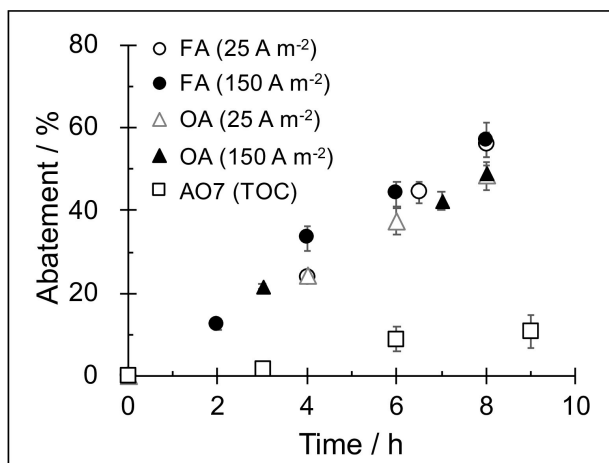 80
60
40
20
0
Abatement / %
FA (25 A m-2)
FA (150 A m-2)
OA (25 A m-2)
OA (150 A m-2)
AO7 (TOC)
0 2 4 6 8 10
Time / h